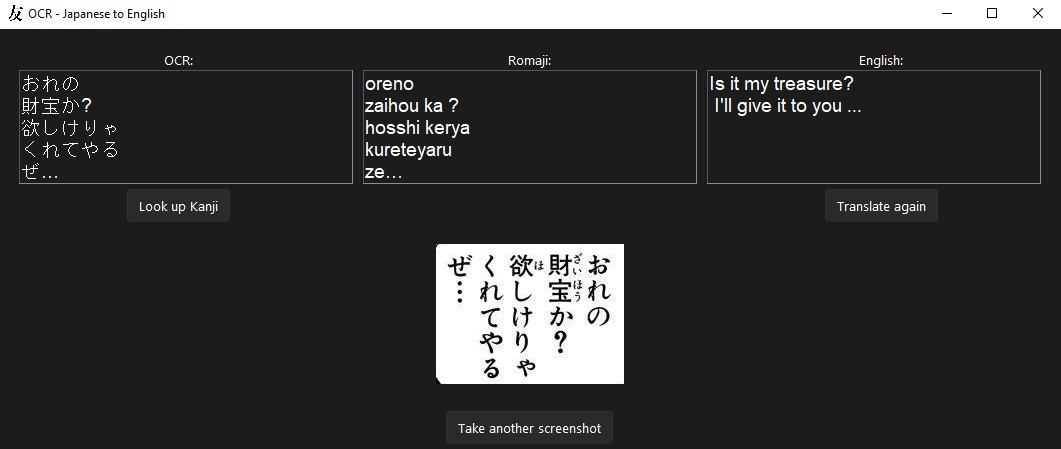 友 OCR - Japanese to English
OCR:
おれの
財宝か?
欲しけりゃ
くれてやる
ぜ...
Look up Kanji
Romaji:
oreno
zaihou ka ?
hosshi kerya
kureteyaru
ze...
English:
Is it my treasure?
I'll give it to you ...
Translate again
おれの
財宝か？
ざいほう
欲しけりゃ
ほ
くれてやる
ぜ…
Take another screenshot